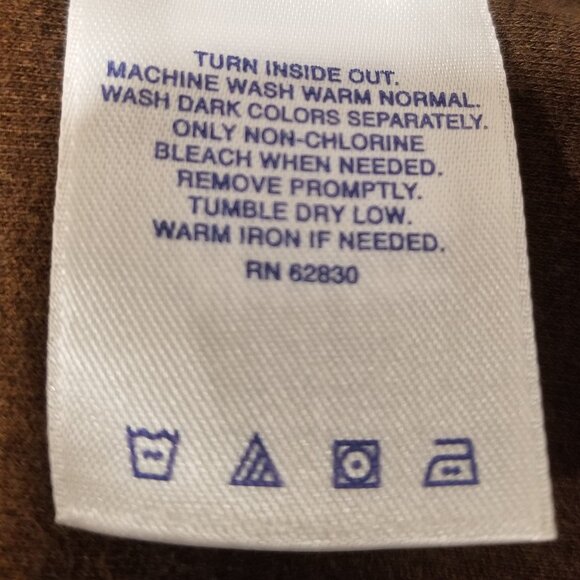 TURN INSIDE OUT.
MACHINE WASH WARM NORMAL.
WASH DARK COLORS SEPARATELY.
ONLY NON-CHLORINE
BLEACH WHEN NEEDED.
REMOVE PROMPTLY.
TUMBLE DRY LOW.
WARM IRON IF NEEDED.
RN 62830